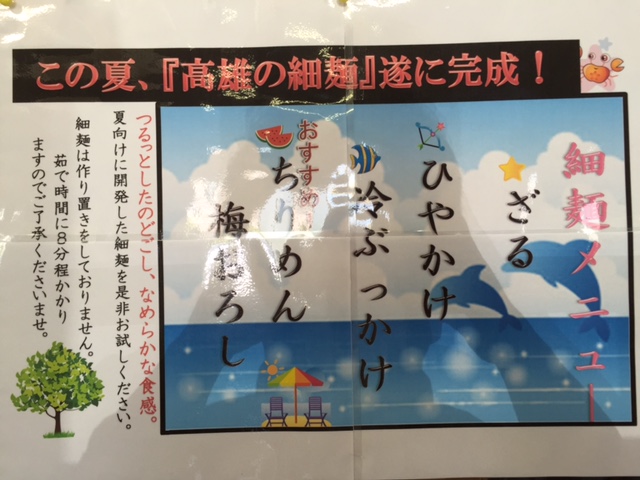 この夏、『高雄の細麺』遂に完成！
細麺メニュー
ざる
ひやかけ
冷ぶっかけ
おすすめ
ちりめん
梅おろし
つるっとしたのどごし、なめらかな食感。
夏向けに開発した細麺を是非お試しください。
細麺は作り置きをしておりません。
茹で時間に８分程かかり
ますのでご了承くださいませ。